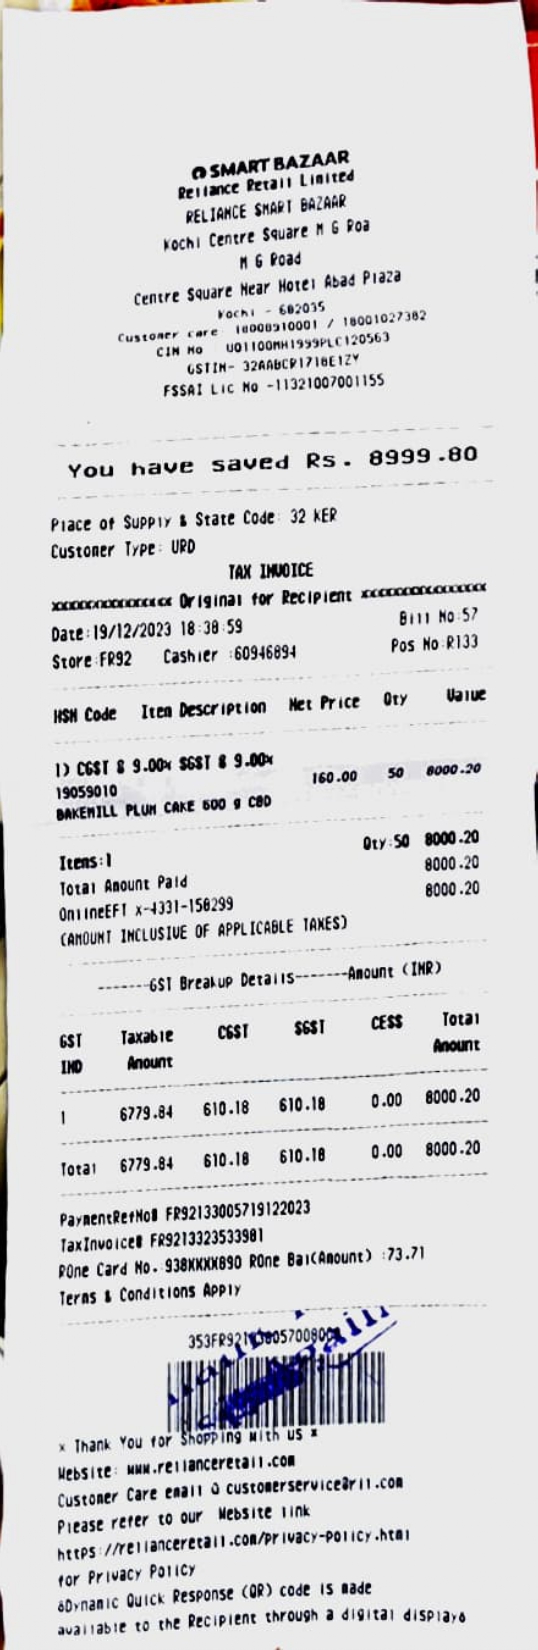 SMART BAZAAR
Reliance Retail Limited
RELIANCE SMART BAZAAR
Kochi Centre Square M G Roa
M G Road
Centre Square Near Hotel Abad Plaza
Kochi - 682035
Customer care: 18008910001 / 18001027382
CIN No U01100MH1999PLC120563
GSTIN- 32AABCR1718E1ZY
FSSAI Lic No -11321007001155
You have saved Rs. 8999.80
Place of Supply & State Code: 32 KER
Customer Type: URD
TAX INVOICE
xxxxxxxxxxxxxxx Original for Recipient xxxxxxxxxxxxxxx
Date:19/12/2023 18:38:59 Bill No:57
Store:FR92 Cashier :60946894 Pos No:R133
HSN Code Item Description Net Price Qty Value
1) CGST @ 9.00% SGST @ 9.00%
19059010 160.00 50 8000.20
BAKEMILL PLUM CAKE 600 g CBD
Items:1 Qty:50 8000.20
Total Amount Paid 8000.20
OnlineEFT x-4331-158299 8000.20
(AMOUNT INCLUSIVE OF APPLICABLE TAXES)
-------GST Breakup Details-------Amount (INR)
GST Taxable CGST SGST CESS Total
IND Amount Amount
1 6779.84 610.18 610.18 0.00 8000.20
Total 6779.84 610.18 610.18 0.00 8000.20
PaymentRefNo# FR92133005719122023
TaxInvoice# FR9213323533981
ROne Card No. 938XXXX890 ROne Bal(Amount) :73.71
Terms & Conditions Apply
x Thank You for Shopping with us x
Website: www.relianceretail.com
Customer Care email @ customerservice@ril.com
Please refer to our Website link
https://relianceretail.com/privacy-policy.html
for Privacy Policy
&Dynamic Quick Response (QR) code is made
available to the Recipient through a digital display&